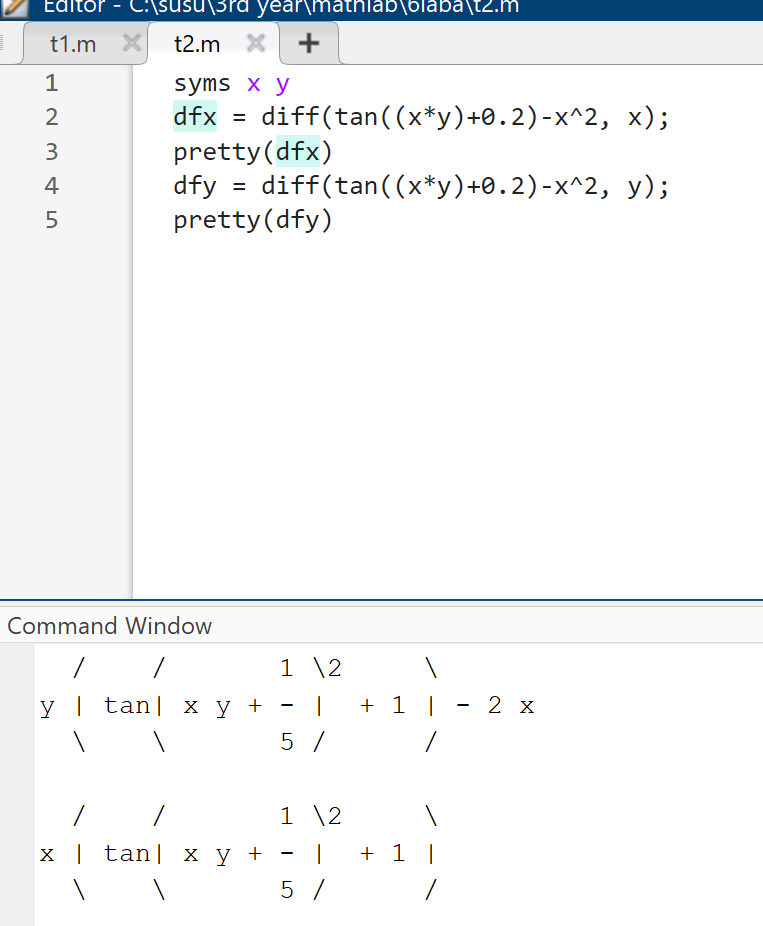 Editor - C:\susu\3rd year\mathlab\6laba\t2.m
t1.m t2.m +
1 syms x y
2 dfx = diff(tan((x*y)+0.2)-x^2, x);
3 pretty(dfx)
4 dfy = diff(tan((x*y)+0.2)-x^2, y);
5 pretty(dfy)
Command Window
  /    /       1 \2     \
y | tan| x y + - |  + 1 | - 2 x
  \    \       5 /      /
  /    /       1 \2     \
x | tan| x y + - |  + 1 |
  \    \       5 /      /